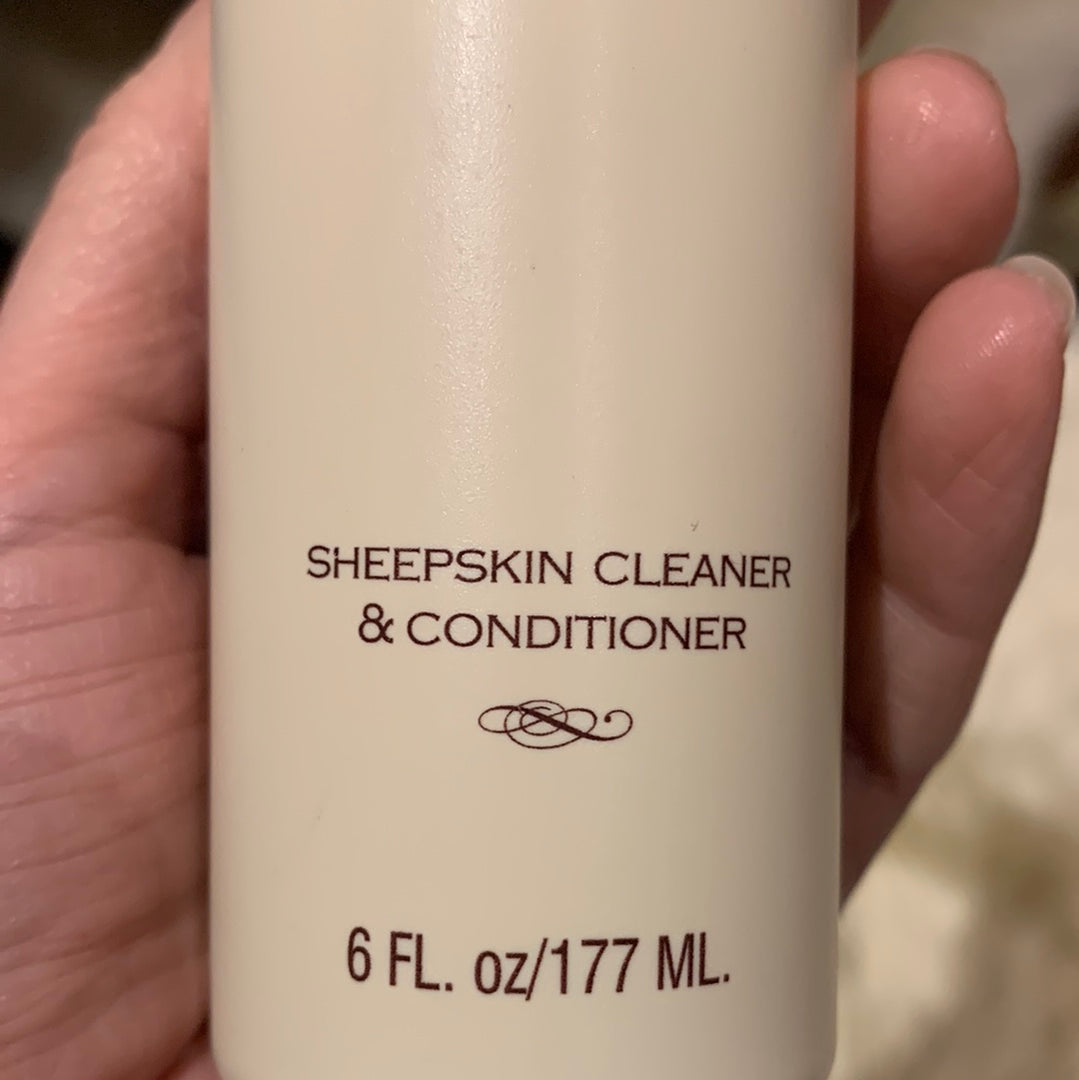 SHEEPSKIN CLEANER
& CONDITIONER
6 FL. oz/177 ML.